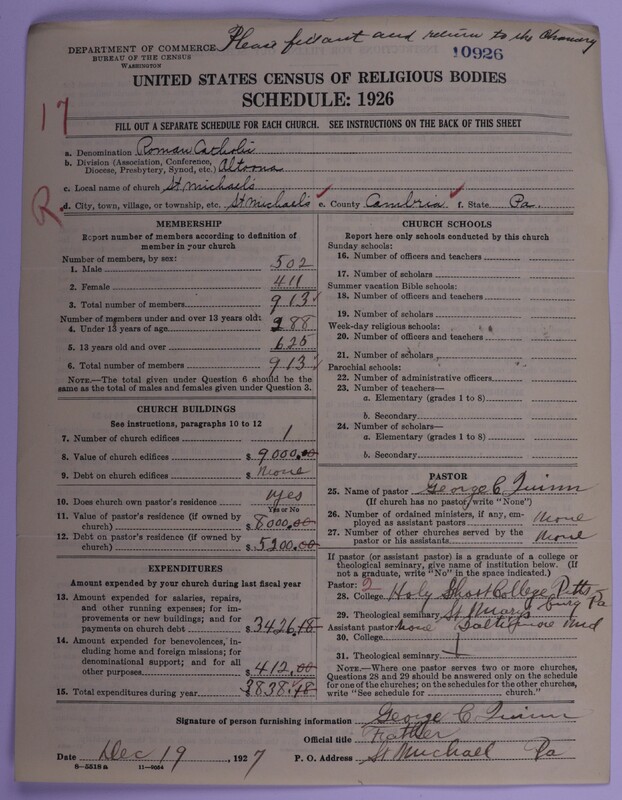 Please fill out and return to the Chancery
DEPARTMENT OF COMMERCE
BUREAU OF THE CENSUS
WASHINGTON
10926
UNITED STATES CENSUS OF RELIGIOUS BODIES
SCHEDULE: 1926
17
FILL OUT A SEPARATE SCHEDULE FOR EACH CHURCH. SEE INSTRUCTIONS ON THE BACK OF THIS SHEET
a. Denomination Roman Catholic
b. Division (Association, Conference,
Diocese, Presbytery, Synod, etc.) Altoona
c. Local name of church St Michaels
R.
d. City, town, village, or township, etc. St Michaels e. County Cambria f. State Pa.
MEMBERSHIP
Report number of members according to definition of
member in your church
Number of members, by sex:
1. Male 502
2. Female 411
3. Total number of members 913
Number of members under and over 13 years old:
4. Under 13 years of age 288
5. 13 years old and over 625
6. Total number of members 913
NOTE.—The total given under Question 6 should be the
same as the total of males and females given under Question 3.
CHURCH BUILDINGS
See instructions, paragraphs 10 to 12
7. Number of church edifices 1
8. Value of church edifices $ 9000.00
9. Debt on church edifices $ None
10. Does church own pastor's residence yes
Yes or No
11. Value of pastor's residence (if owned by
church) $ 8000.00
12. Debt on pastor's residence (if owned by
church) $ 5200.00
EXPENDITURES
Amount expended by your church during last fiscal year
13. Amount expended for salaries, repairs,
and other running expenses; for im-
provements or new buildings; and for
payments on church debt $ 3426.48
14. Amount expended for benevolences, in-
cluding home and foreign missions; for
denominational support; and for all
other purposes $ 412.00
15. Total expenditures during year $ 3838.48
CHURCH SCHOOLS
Report here only schools conducted by this church
Sunday schools:
16. Number of officers and teachers
17. Number of scholars
Summer vacation Bible schools:
18. Number of officers and teachers
19. Number of scholars
Week-day religious schools:
20. Number of officers and teachers
21. Number of scholars
Parochial schools:
22. Number of administrative officers
23. Number of teachers—
a. Elementary (grades 1 to 8)
b. Secondary
24. Number of scholars—
a. Elementary (grades 1 to 8)
b. Secondary
PASTOR
25. Name of pastor George C. Quinn
(If church has no pastor, write "None")
26. Number of ordained ministers, if any, em-
ployed as assistant pastors None
27. Number of other churches served by the
pastor or his assistants None
If pastor (or assistant pastor) is a graduate of a college or
theological seminary, give name of institution below. (If
not a graduate, write "No" in the space indicated.)
Pastor: 2
28. College Holy Ghost College Pittsburg Pa
29. Theological seminary St Marys
Assistant pastor: None Baltimore Md
30. College
31. Theological seminary
NOTE.—Where one pastor serves two or more churches,
Questions 28 and 29 should be answered only on the schedule
for one of the churches; on the schedules for the other churches,
write "See schedule for church."
Signature of person furnishing information George C. Quinn
Official title Father
Date Dec 19, 1927 P. O. Address St Michael Pa
8-5518a 11-9054